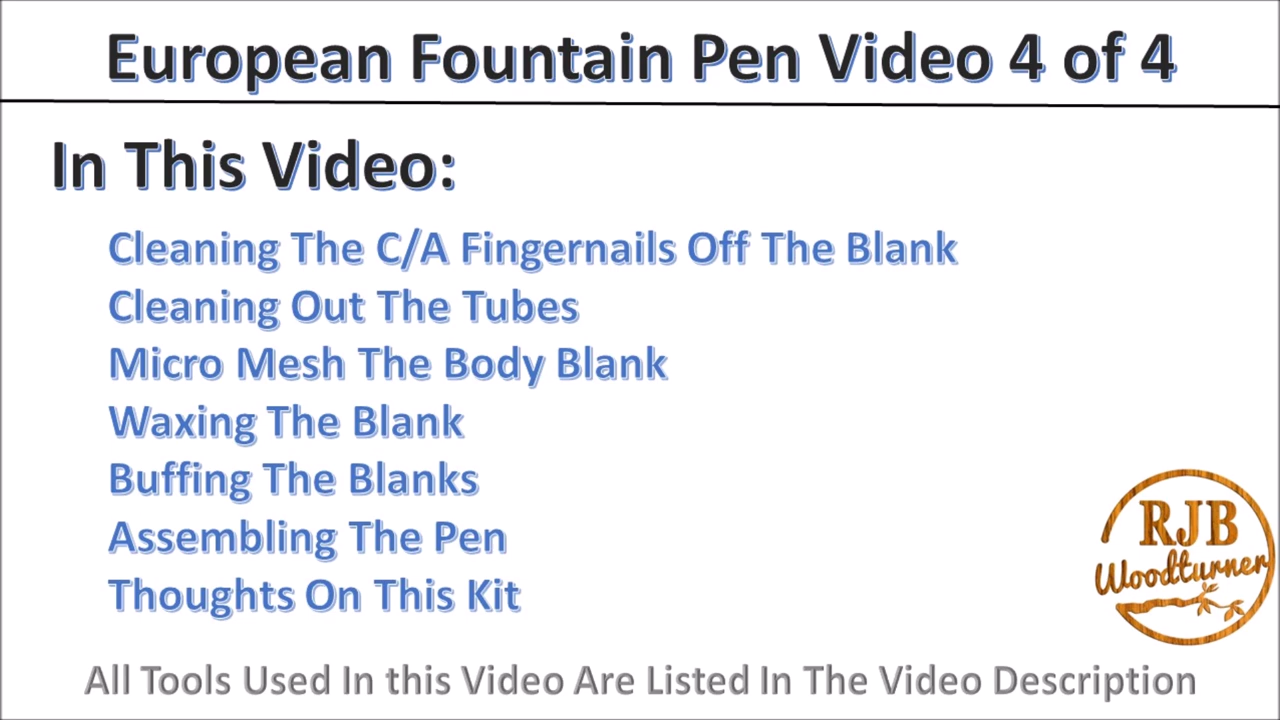 European Fountain Pen Video 4 of 4
In This Video:
Cleaning The C/A Fingernails Off The Blank
Cleaning Out The Tubes
Micro Mesh The Body Blank
Waxing The Blank
Buffing The Blanks
Assembling The Pen
Thoughts On This Kit
RJB
Woodturner
All Tools Used In this Video Are Listed In The Video Description